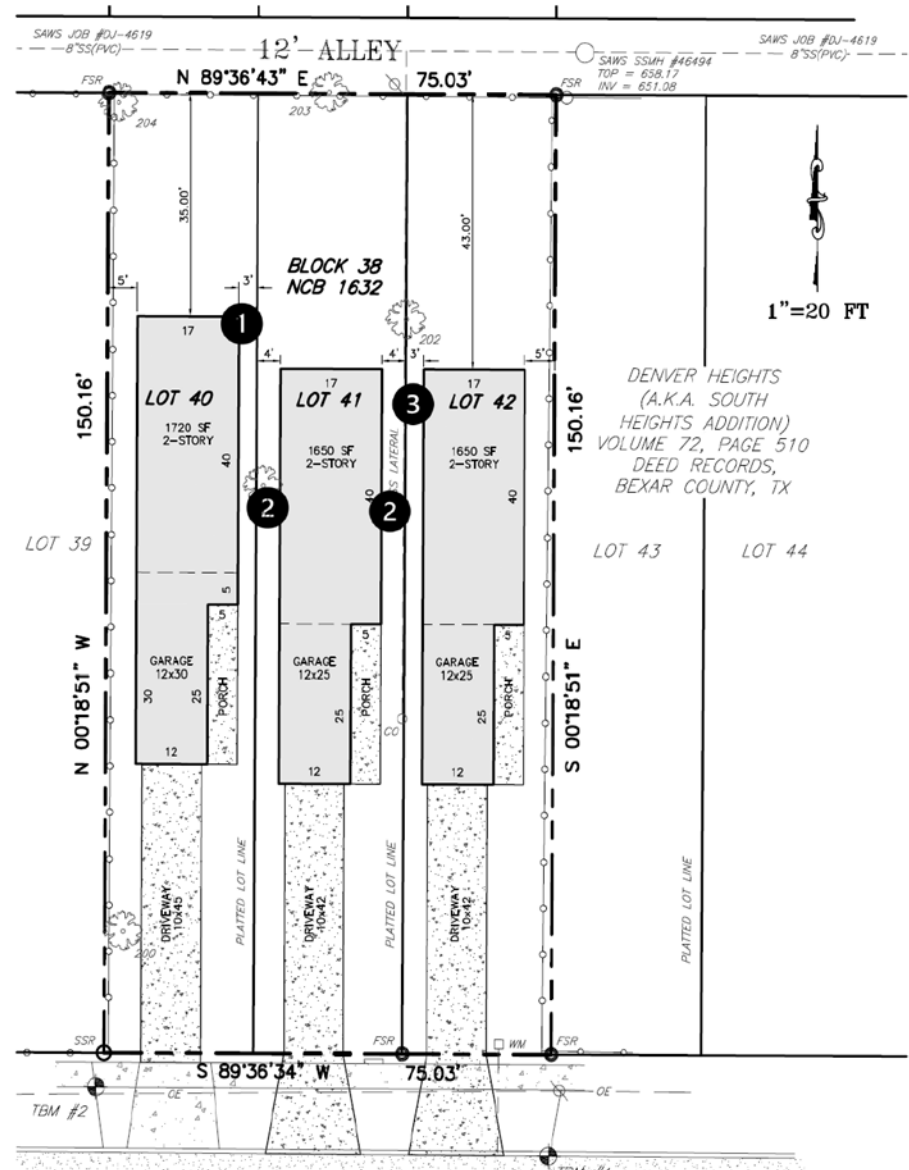 SAWS JOB #DJ-4619
8"SS(PVC)
12' ALLEY
SAWS JOB #DJ-4619
8"SS(PVC)
SAWS SSMH #46494
TOP = 658.17
INV = 651.08
FSR
N 89°36'43" E
75.03'
FSR
204
203
35.00'
43.00'
BLOCK 38
NCB 1632
5'
3'
1"=20 FT
1
17
202
4'
4'
3'
5'
150.16'
LOT 40
1720 SF
2-STORY
40
17
LOT 41
1650 SF
2-STORY
40
3
17
LOT 42
1650 SF
2-STORY
40
150.16'
DENVER HEIGHTS
(A.K.A. SOUTH
HEIGHTS ADDITION)
VOLUME 72, PAGE 510
DEED RECORDS,
BEXAR COUNTY, TX
LATERAL
2
2
LOT 39
LOT 43
LOT 44
5
5
5
5
N 00°18'51" W
GARAGE
12x30
30
25
PORCH
12
GARAGE
12x25
25
PORCH
12
CO
GARAGE
12x25
25
PORCH
12
S 00°18'51" E
DRIVEWAY
10x45
PLATTED LOT LINE
DRIVEWAY
10x42
PLATTED LOT LINE
DRIVEWAY
10x42
PLATTED LOT LINE
200
SSR
FSR
WM
FSR
S 89°36'34" W
75.03'
OE
OE
TBM #2